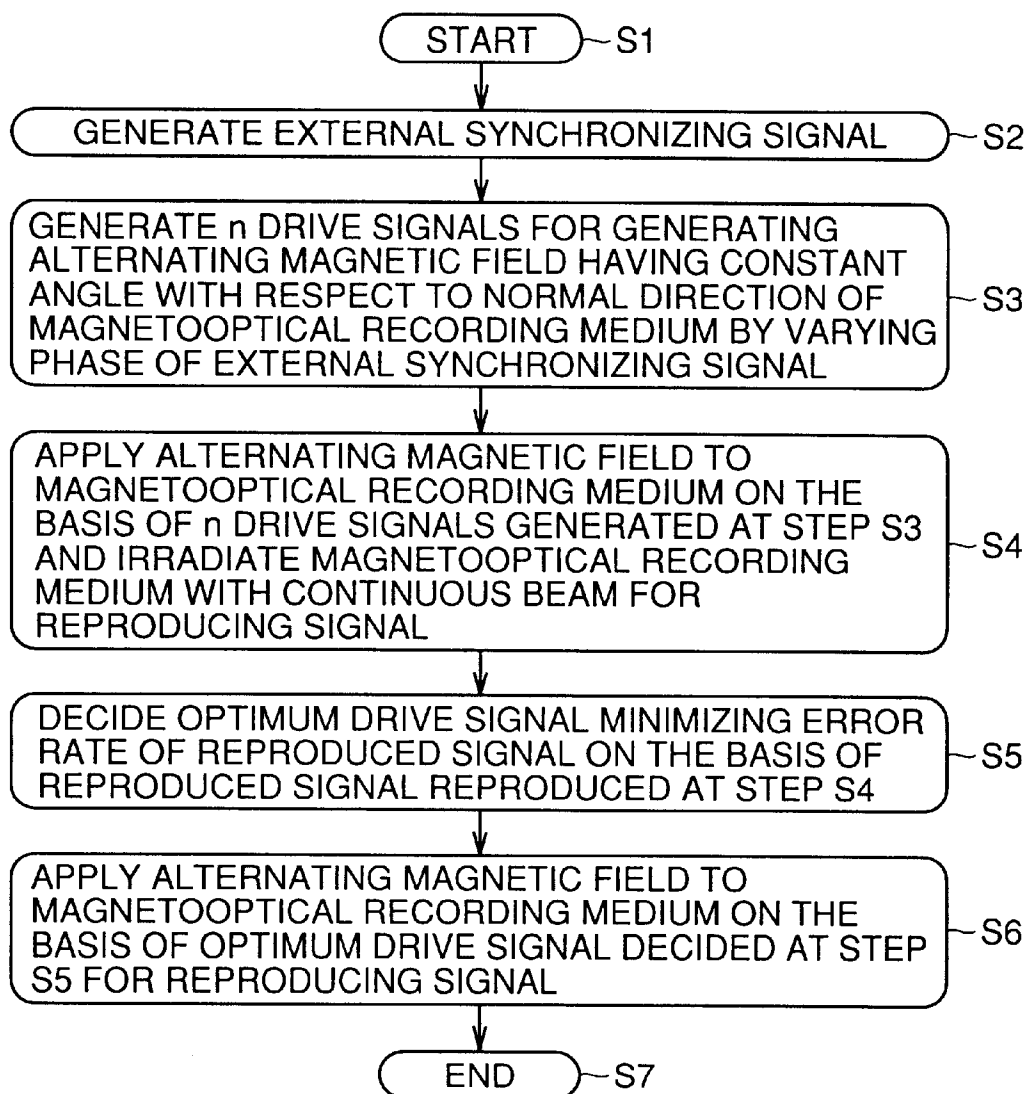 START
S1
GENERATE EXTERNAL SYNCHRONIZING SIGNAL
S2
GENERATE n DRIVE SIGNALS FOR GENERATING
ALTERNATING MAGNETIC FIELD HAVING CONSTANT
ANGLE WITH RESPECT TO NORMAL DIRECTION OF
MAGNETOOPTICAL RECORDING MEDIUM BY VARYING
PHASE OF EXTERNAL SYNCHRONIZING SIGNAL
S3
APPLY ALTERNATING MAGNETIC FIELD TO
MAGNETOOPTICAL RECORDING MEDIUM ON THE
BASIS OF n DRIVE SIGNALS GENERATED AT STEP S3
AND IRRADIATE MAGNETOOPTICAL RECORDING
MEDIUM WITH CONTINUOUS BEAM FOR
REPRODUCING SIGNAL
S4
DECIDE OPTIMUM DRIVE SIGNAL MINIMIZING ERROR
RATE OF REPRODUCED SIGNAL ON THE BASIS OF
REPRODUCED SIGNAL REPRODUCED AT STEP S4
S5
APPLY ALTERNATING MAGNETIC FIELD TO
MAGNETOOPTICAL RECORDING MEDIUM ON THE
BASIS OF OPTIMUM DRIVE SIGNAL DECIDED AT STEP
S5 FOR REPRODUCING SIGNAL
S6
END
S7